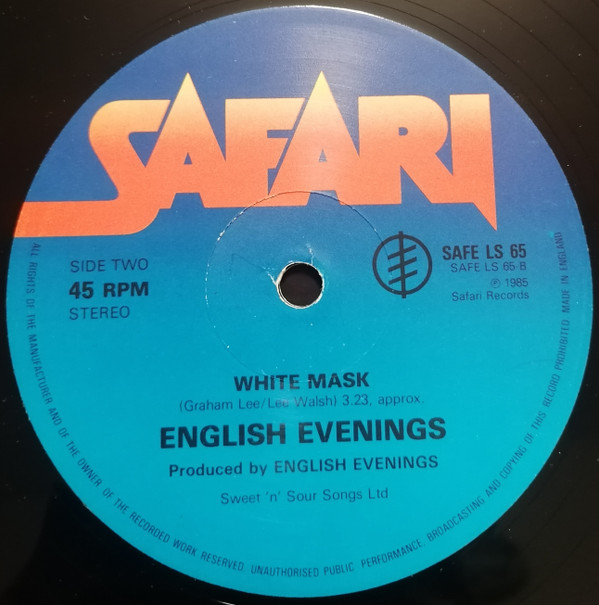 SAFARI
SIDE TWO
45 RPM
STEREO
SAFE LS 65
SAFE LS 65 B
℗ 1985
Safari Records
WHITE MASK
(Graham Lee/Lee Walsh) 3.23, approx.
ENGLISH EVENINGS
Produced by ENGLISH EVENINGS
Sweet 'n' Sour Songs Ltd
ALL RIGHTS OF THE MANUFACTURER AND OF THE OWNER OF THE RECORDED WORK RESERVED. UNAUTHORISED PUBLIC PERFORMANCE, BROADCASTING AND COPYING OF THIS RECORD PROHIBITED. MADE IN ENGLAND